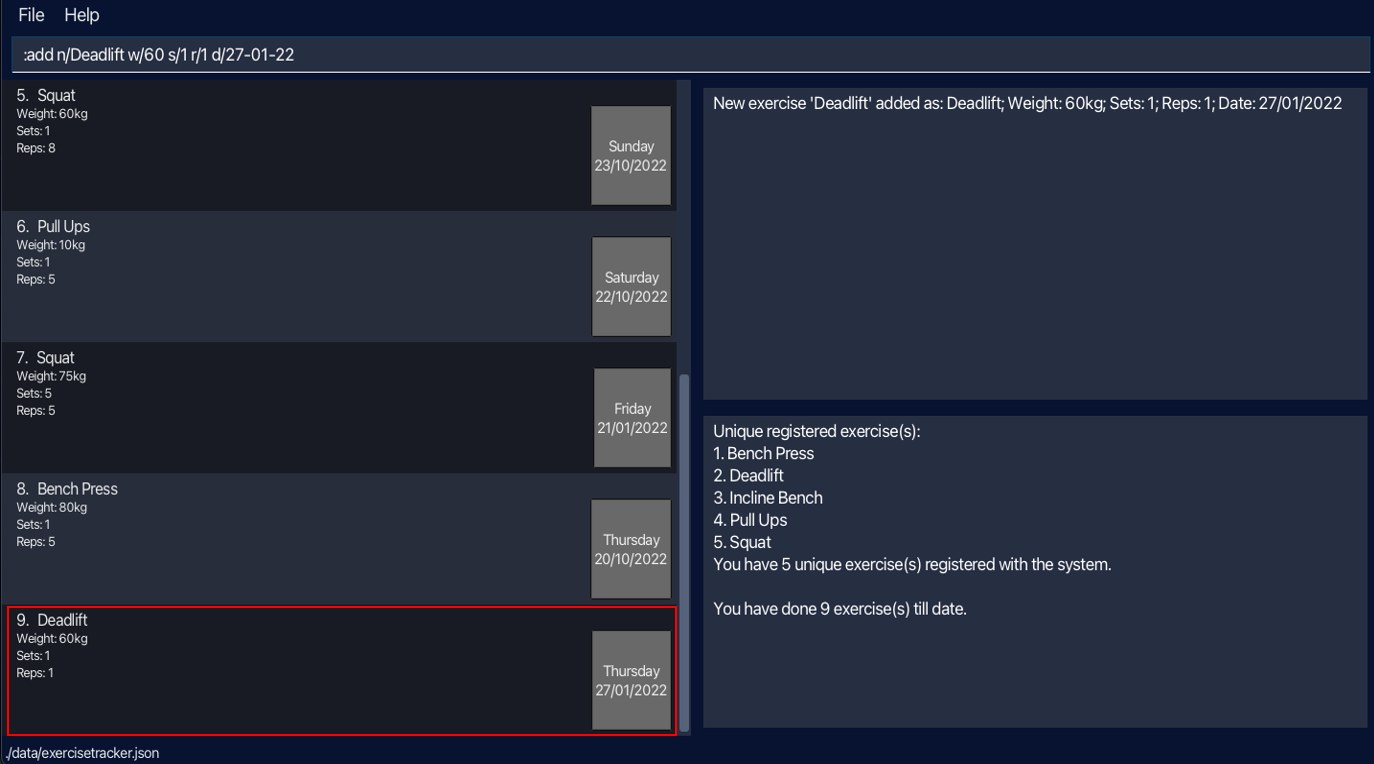 File Help
:add n/Deadlift w/60 s/1 r/1 d/27-01-22
5. Squat
Weight: 60kg
Sets: 1
Reps: 8
Sunday
23/10/2022
6. Pull Ups
Weight: 10kg
Sets: 1
Reps: 5
Saturday
22/10/2022
7. Squat
Weight: 75kg
Sets: 5
Reps: 5
Friday
21/01/2022
8. Bench Press
Weight: 80kg
Sets: 1
Reps: 5
Thursday
20/10/2022
9. Deadlift
Weight: 60kg
Sets: 1
Reps: 1
Thursday
27/01/2022
New exercise 'Deadlift' added as: Deadlift; Weight: 60kg; Sets: 1; Reps: 1; Date: 27/01/2022
Unique registered exercise(s):
1. Bench Press
2. Deadlift
3. Incline Bench
4. Pull Ups
5. Squat
You have 5 unique exercise(s) registered with the system.
You have done 9 exercise(s) till date.
./data/exercisetracker.json